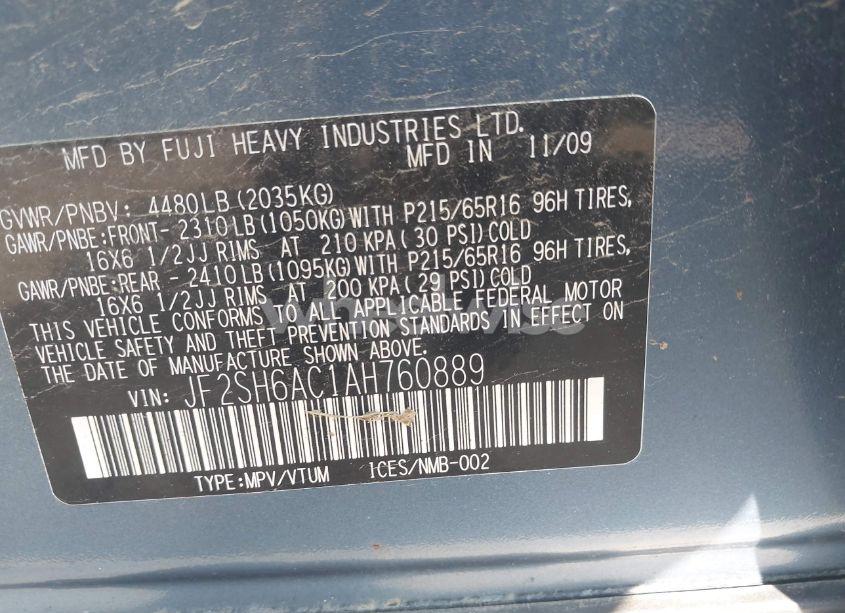 MFD BY FUJI HEAVY INDUSTRIES LTD.
MFD IN 11/09
GVWR/PNBV: 4480LB (2035KG)
GAWR/PNBE:FRONT- 2310LB(1050KG)WITH P215/65R16 96H TIRES,
16X6 1/2JJ RIMS AT 210 KPA(30 PSI)COLD
GAWR/PNBE:REAR - 2410LB(1095KG)WITH P215/65R16 96H TIRES,
16X6 1/2JJ RIMS AT 200 KPA(29 PSI)COLD
THIS VEHICLE CONFORMS TO ALL APPLICABLE FEDERAL MOTOR
VEHICLE SAFETY AND THEFT PREVENTION STANDARDS IN EFFECT ON
THE DATE OF MANUFACTURE SHOWN ABOVE.
VIN: JF2SH6AC1AH760889
TYPE:MPV/VTUM ICES/NMB-002